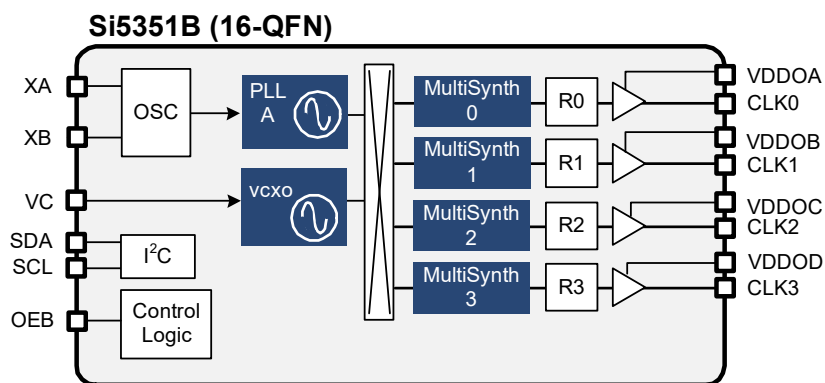 Si5351B (16-QFN)
XA
XB
VC
SDA
SCL
OEB
OSC
I²C
Control
Logic
PLL
A
vcxo
MultiSynth
0
MultiSynth
1
MultiSynth
2
MultiSynth
3
R0
R1
R2
R3
VDDOA
CLK0
VDDOB
CLK1
VDDOC
CLK2
VDDOD
CLK3